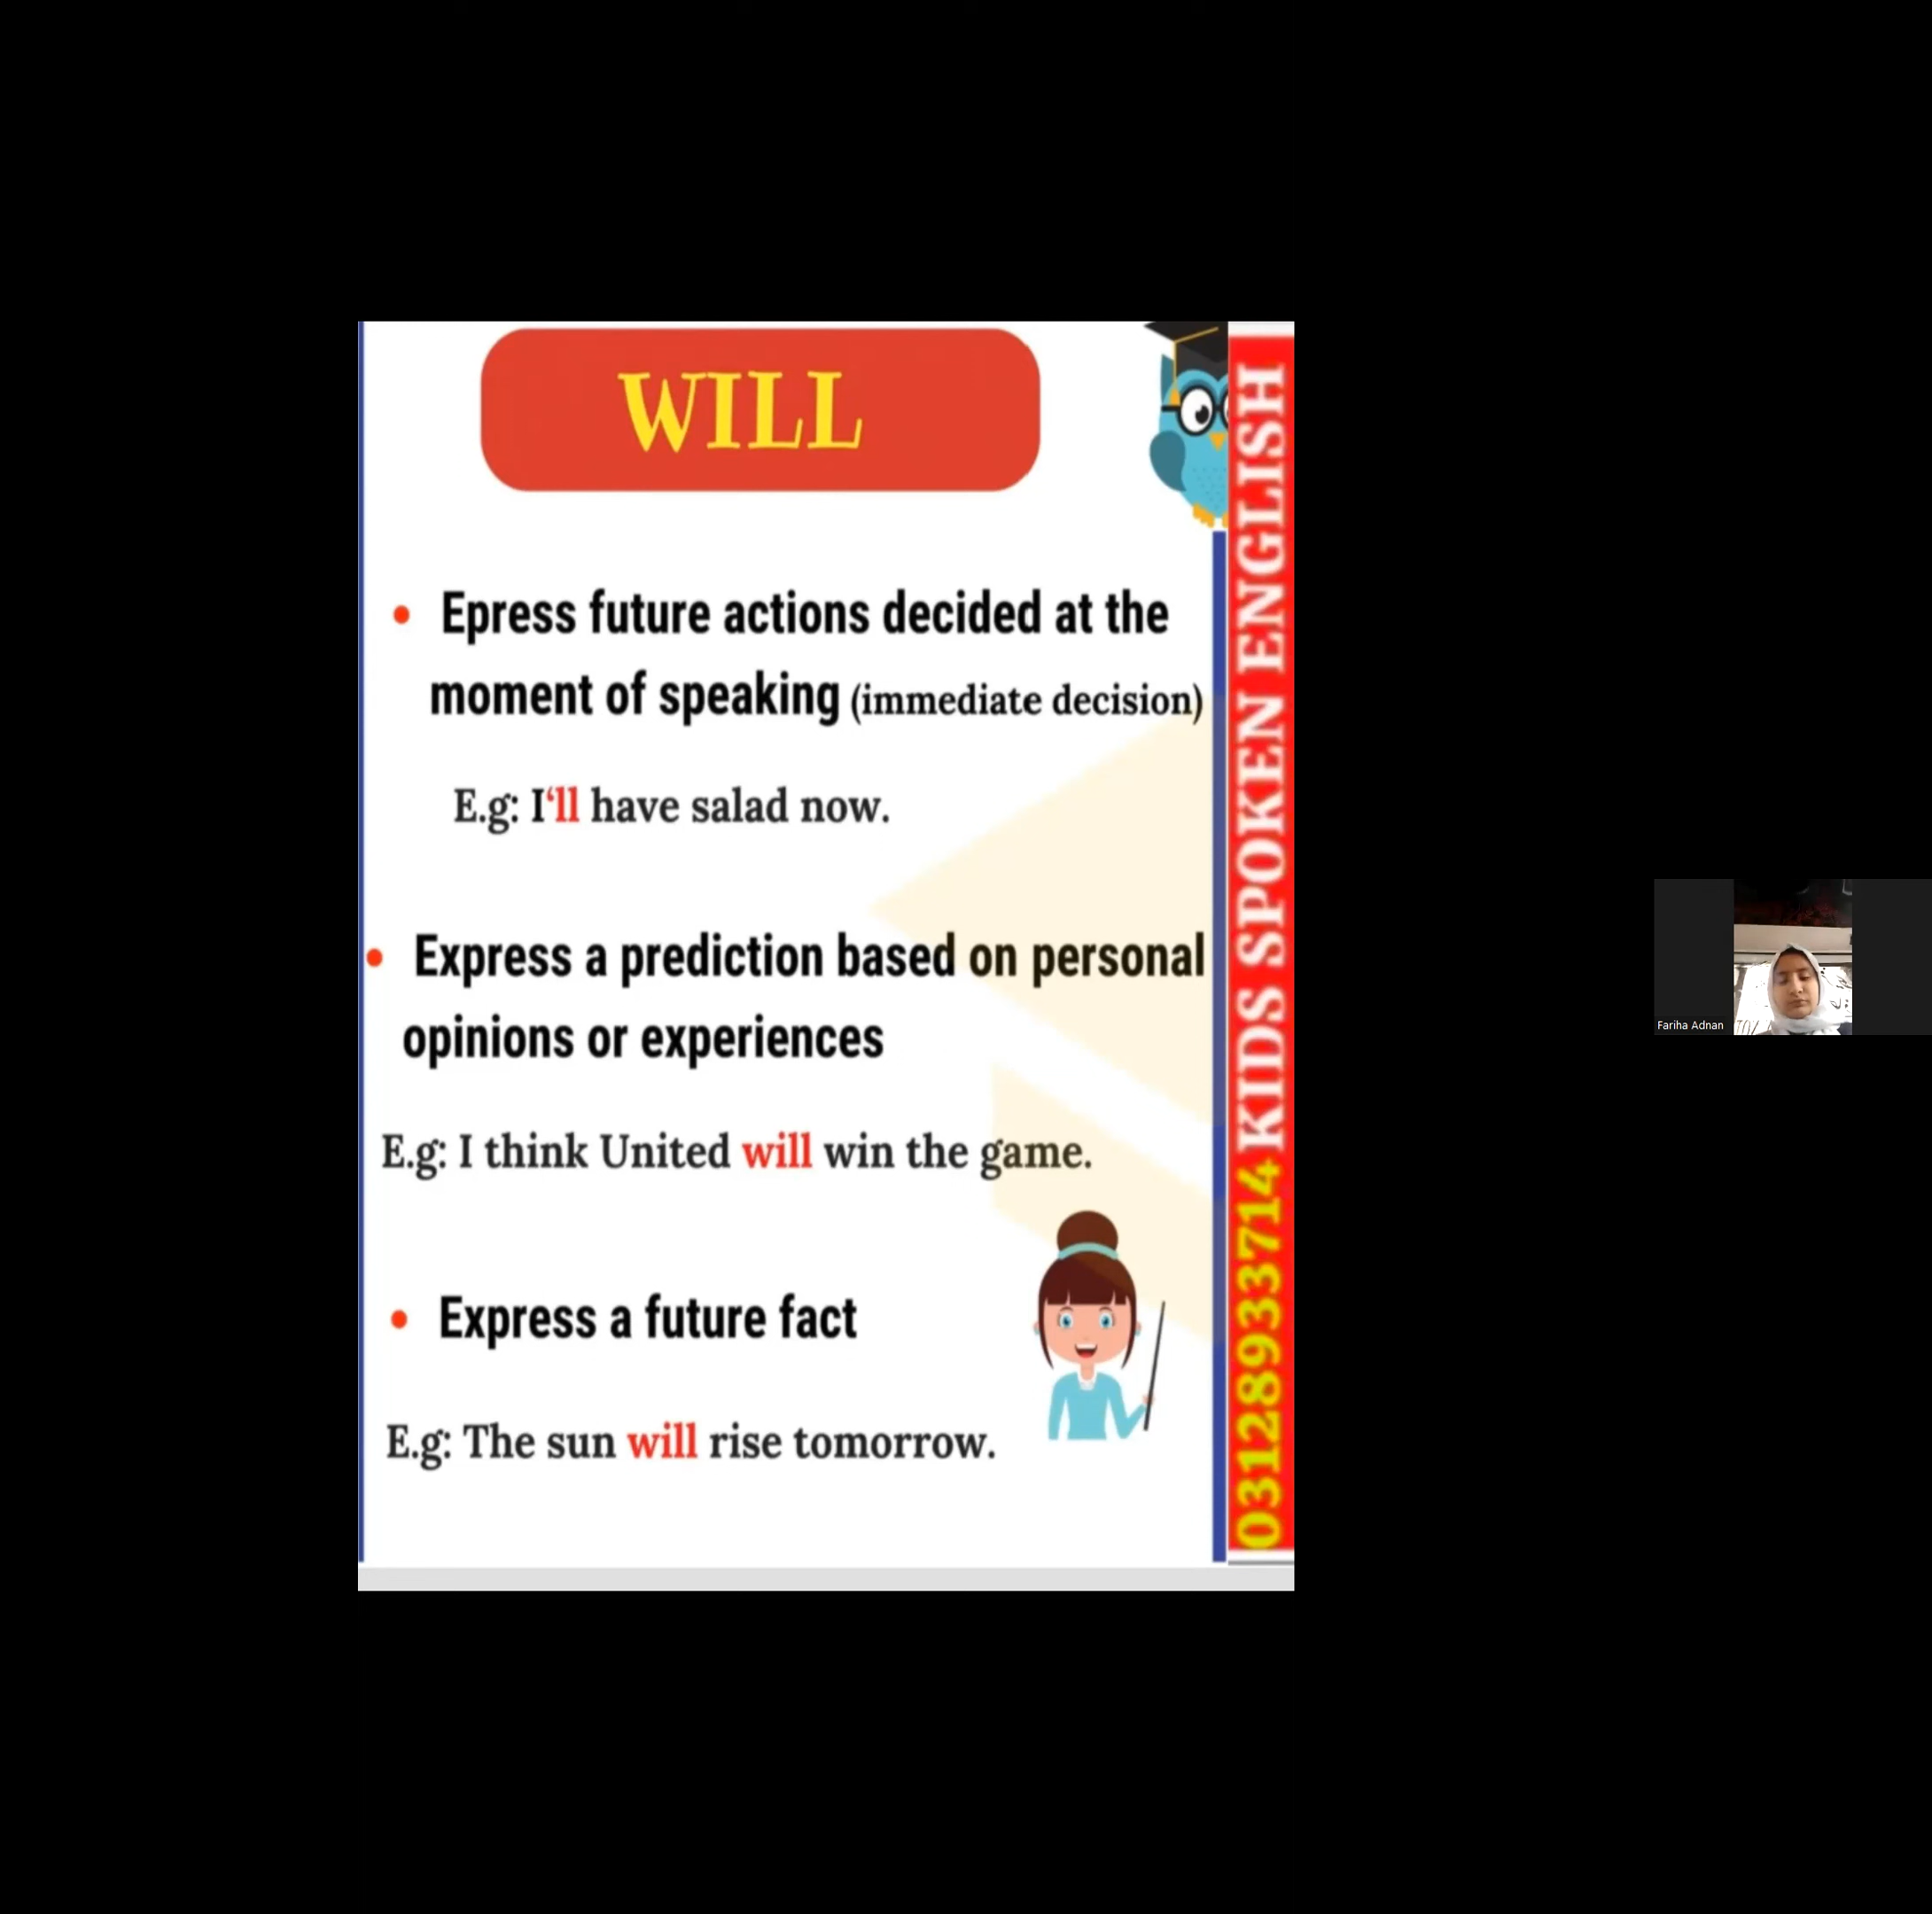 WILL
• Epress future actions decided at the
moment of speaking (immediate decision)
E.g: I‘ll have salad now.
• Express a prediction based on personal
opinions or experiences
E.g: I think United will win the game.
• Express a future fact
E.g: The sun will rise tomorrow.
03128933714 KIDS SPOKEN ENGLISH
Fariha Adnan